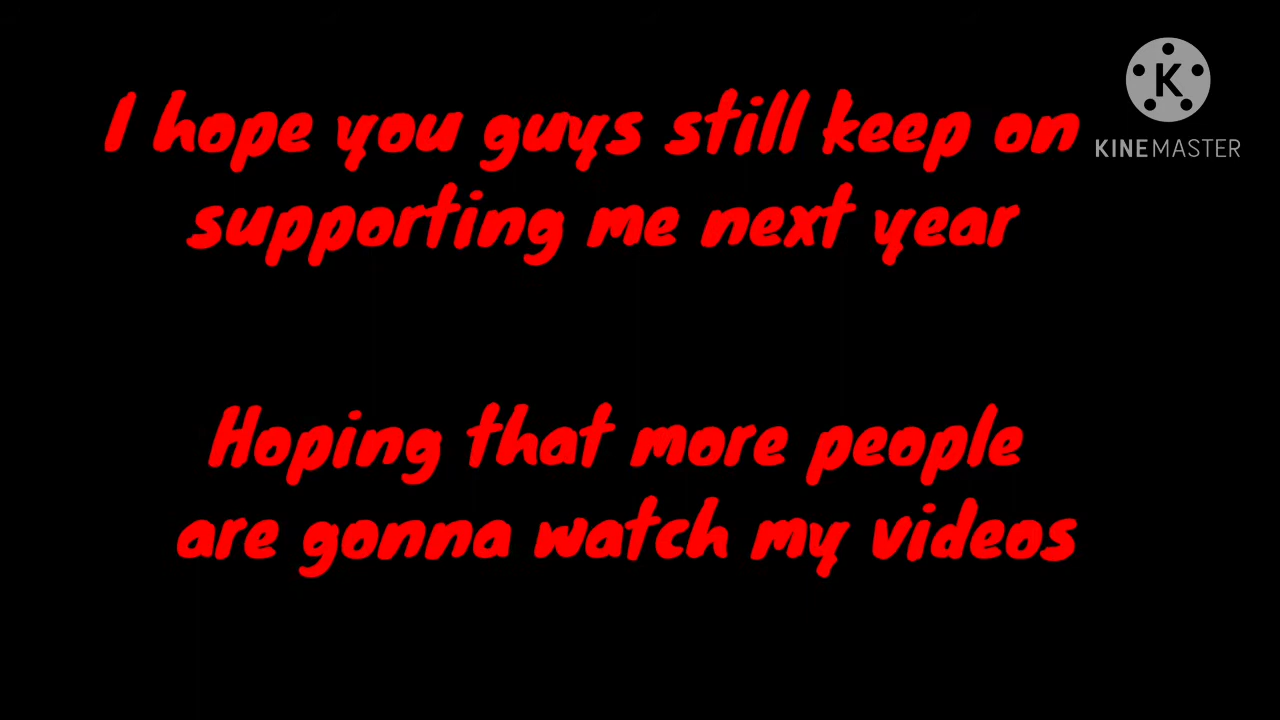 K
KINEMASTER
I hope you guys still keep on
supporting me next year
Hoping that more people
are gonna watch my videos